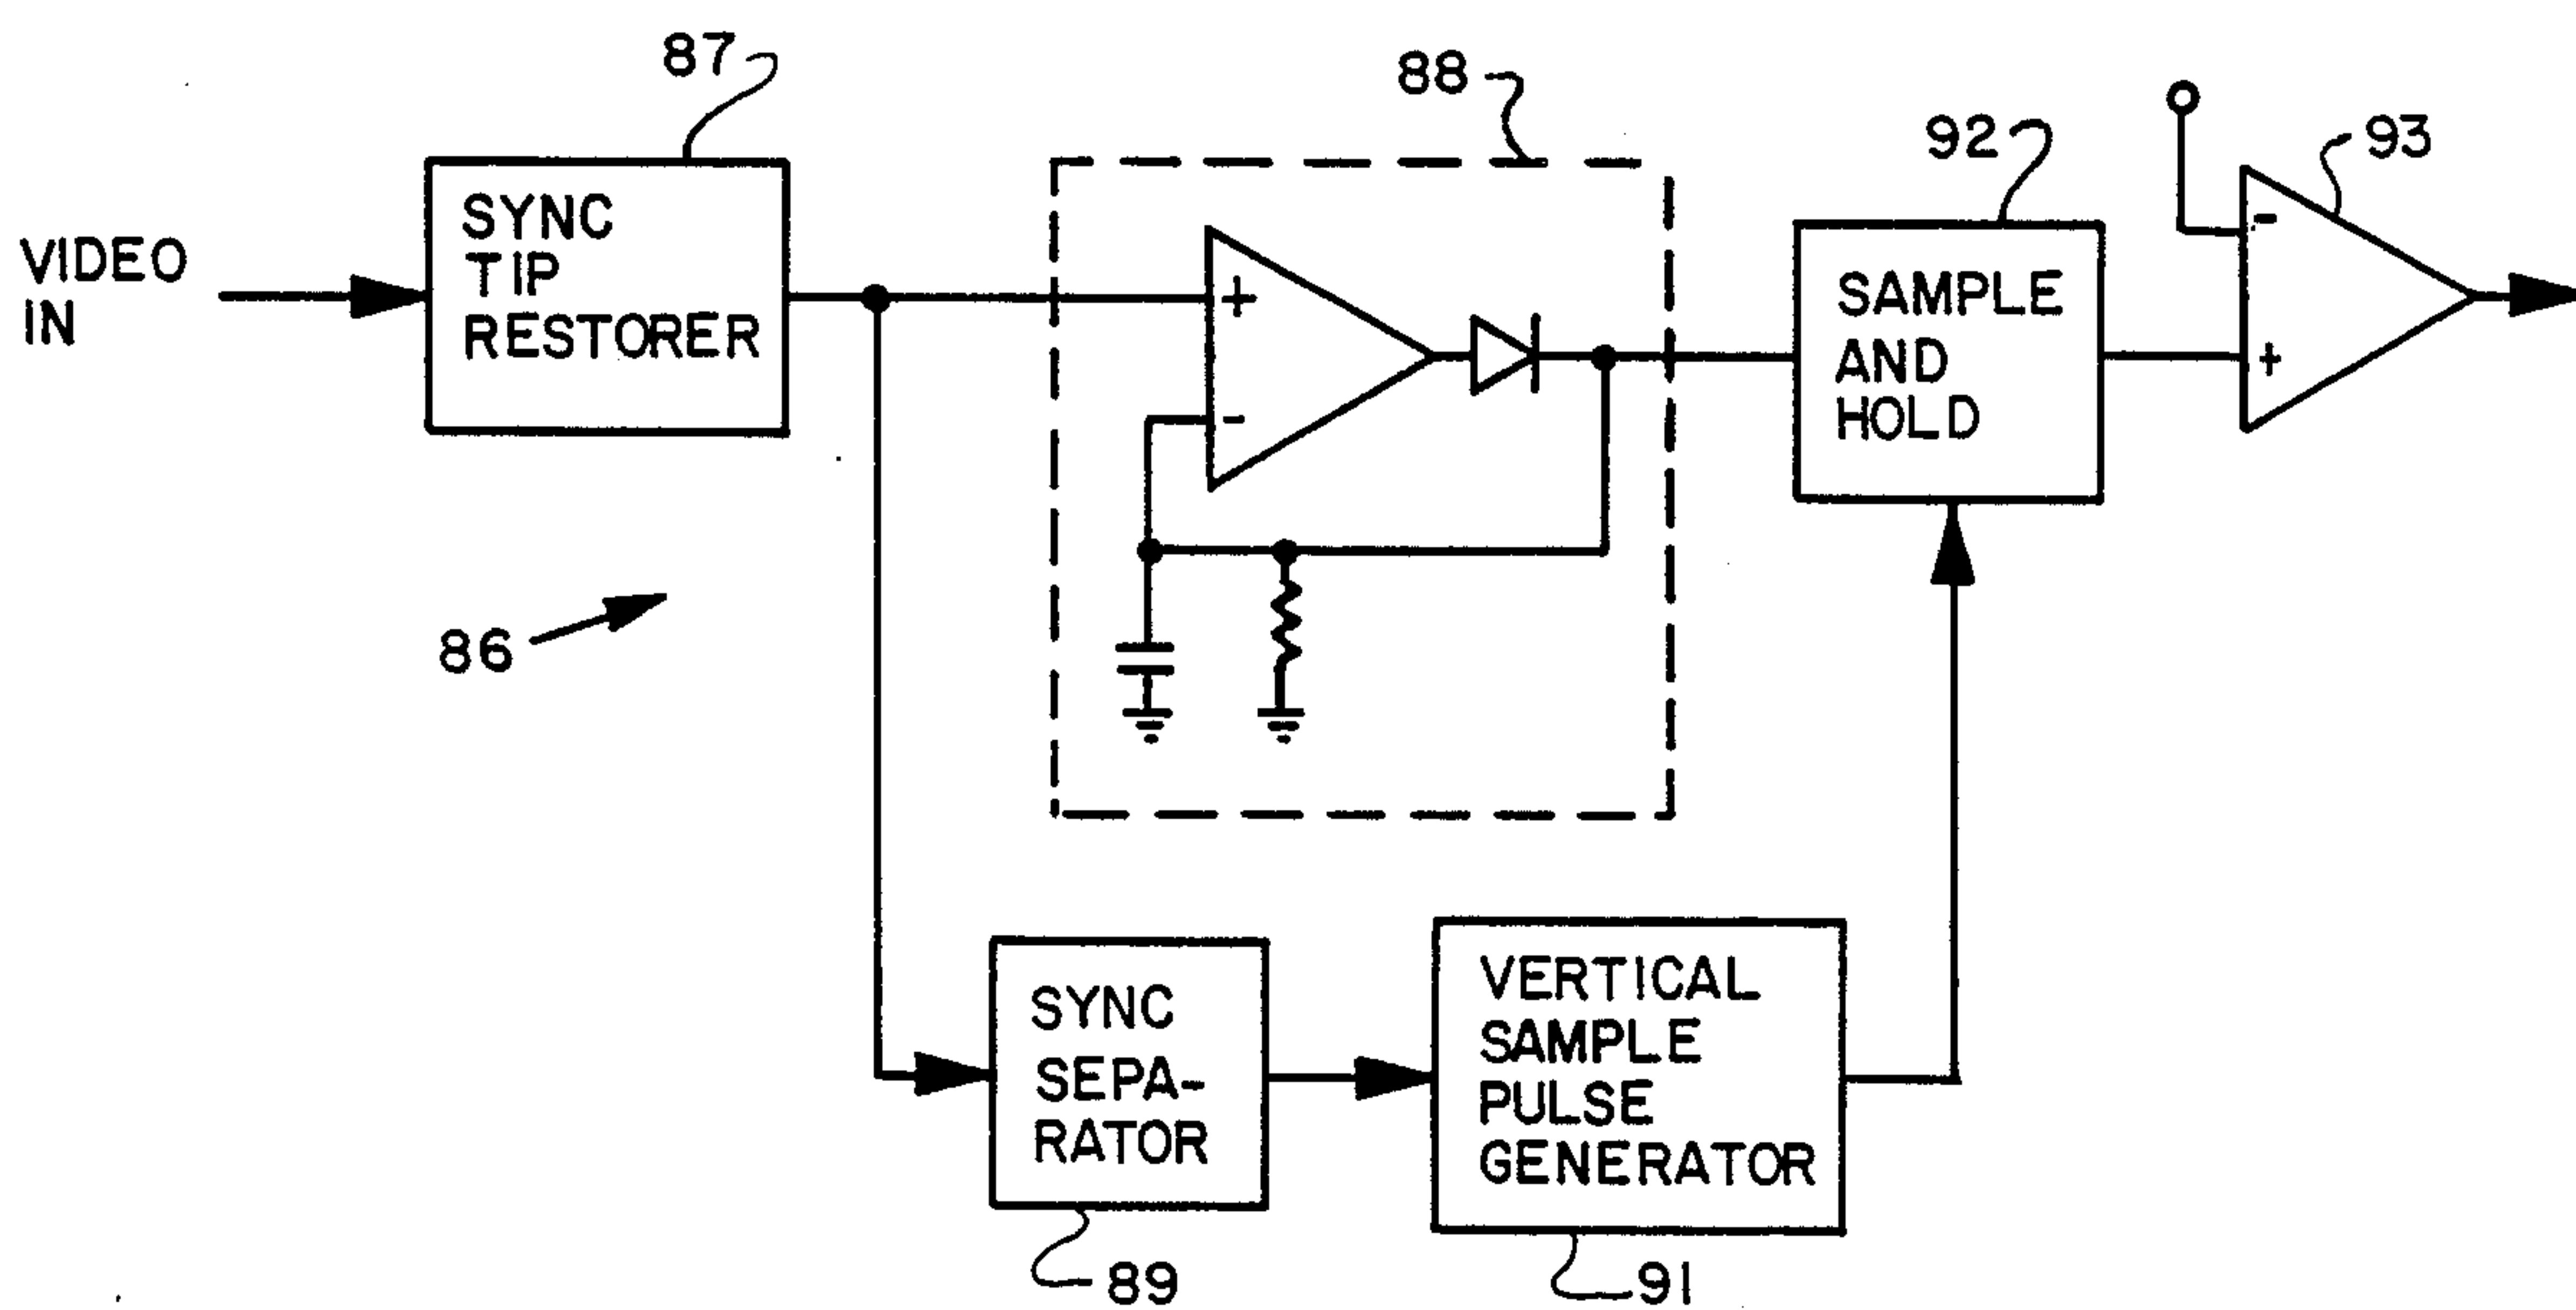 87
88
92
93
VIDEO
IN
SYNC
TIP
RESTORER
+
-
SAMPLE
AND
HOLD
-
+
86
SYNC
SEPA-
RATOR
VERTICAL
SAMPLE
PULSE
GENERATOR
89
91